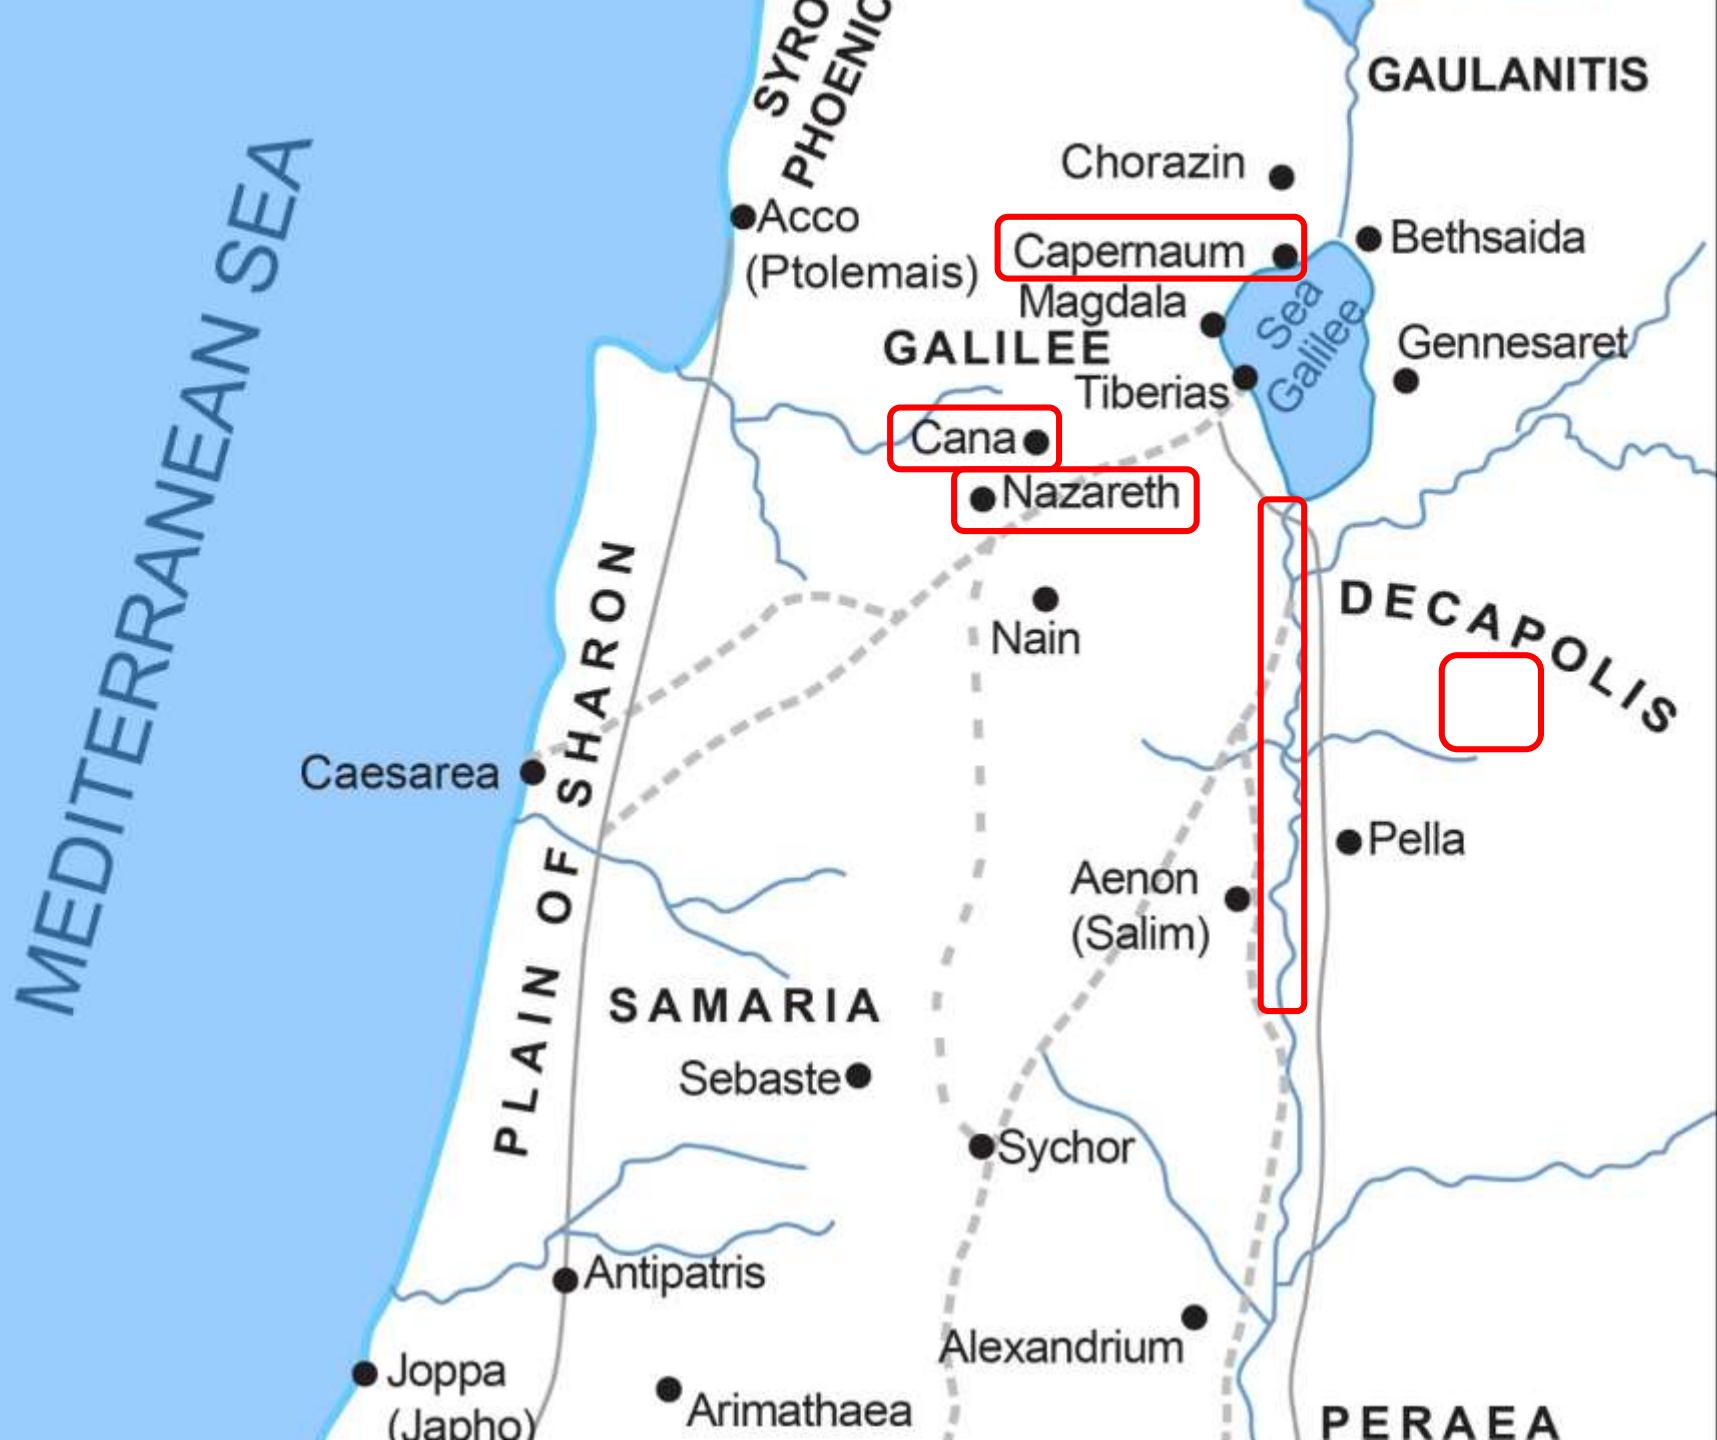 SYRO
PHOENIC
GAULANITIS
Chorazin
Acco
(Ptolemais)
Capernaum
Bethsaida
MEDITERRANEAN SEA
Magdala
Sea
Galilee
GALILEE
Gennesaret
Tiberias
Cana
Nazareth
DECAPOLIS
Nain
PLAIN OF SHARON
Caesarea
Pella
Aenon
(Salim)
SAMARIA
Sebaste
Sychor
Antipatris
Alexandrium
Joppa
(Japho)
Arimathaea
PERAEA